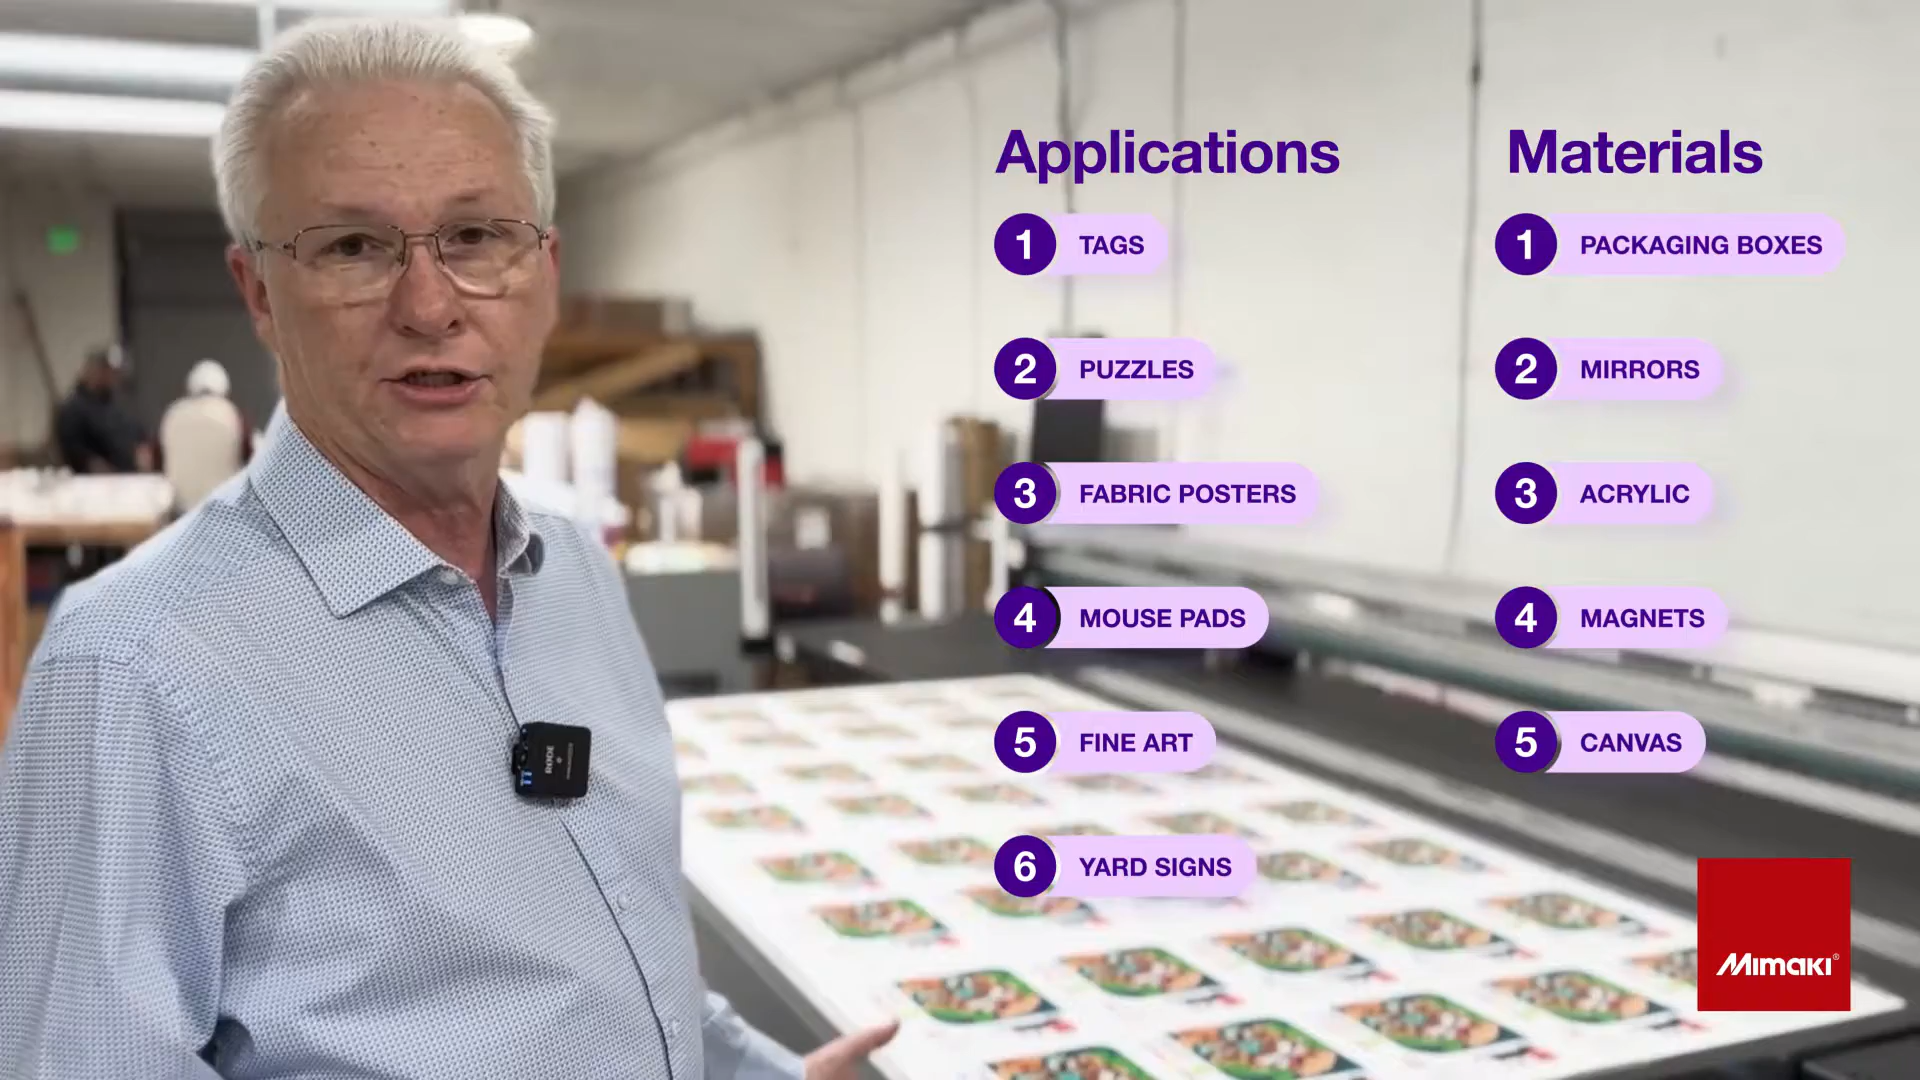 Applications
1 TAGS
2 PUZZLES
3 FABRIC POSTERS
4 MOUSE PADS
5 FINE ART
6 YARD SIGNS
Materials
1 PACKAGING BOXES
2 MIRRORS
3 ACRYLIC
4 MAGNETS
5 CANVAS
RØDE
Mimaki®